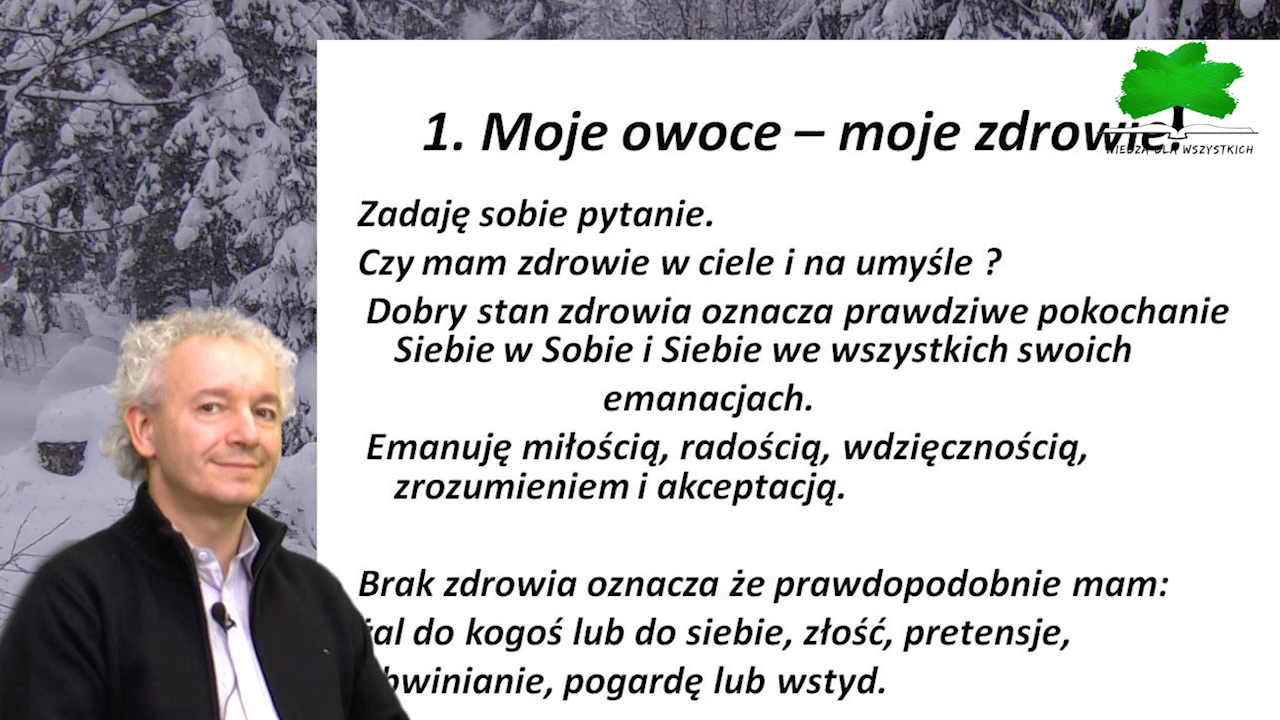 1. Moje owoce – moje zdrowie!
WIEDZA DLA WSZYSTKICH
Zadaję sobie pytanie.
Czy mam zdrowie w ciele i na umyśle ?
Dobry stan zdrowia oznacza prawdziwe pokochanie
Siebie w Sobie i Siebie we wszystkich swoich
emanacjach.
Emanuję miłością, radością, wdzięcznością,
zrozumieniem i akceptacją.
Brak zdrowia oznacza że prawdopodobnie mam:
żal do kogoś lub do siebie, złość, pretensje,
obwinianie, pogardę lub wstyd.